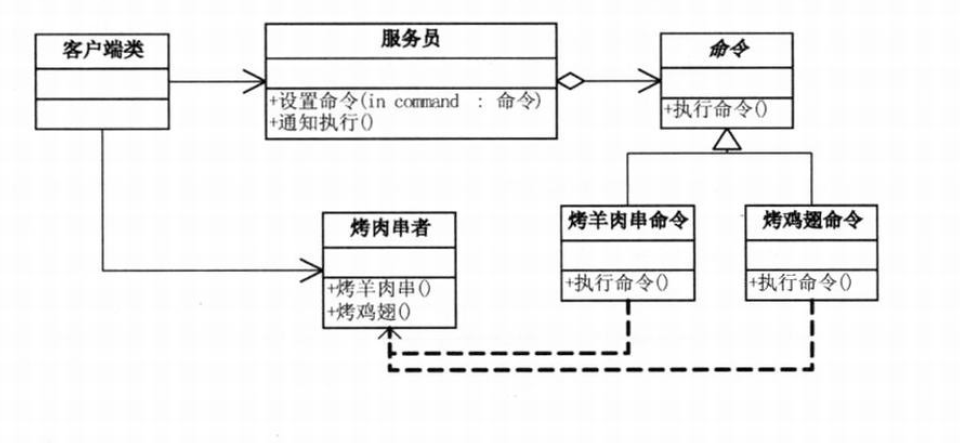 客户端类
服务员
+设置命令(in command : 命令)
+通知执行()
命令
+执行命令()
烤肉串者
+烤羊肉串()
+烤鸡翅()
烤羊肉串命令
+执行命令()
烤鸡翅命令
+执行命令()